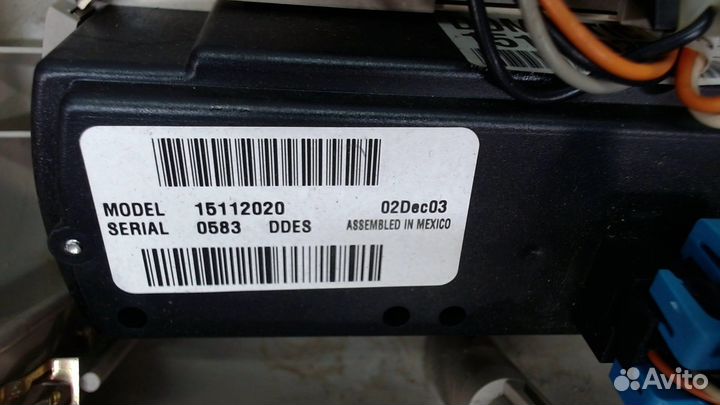 MODEL 15112020 02Dec03
SERIAL 0583 DDES ASSEMBLED IN MEXICO
Avito